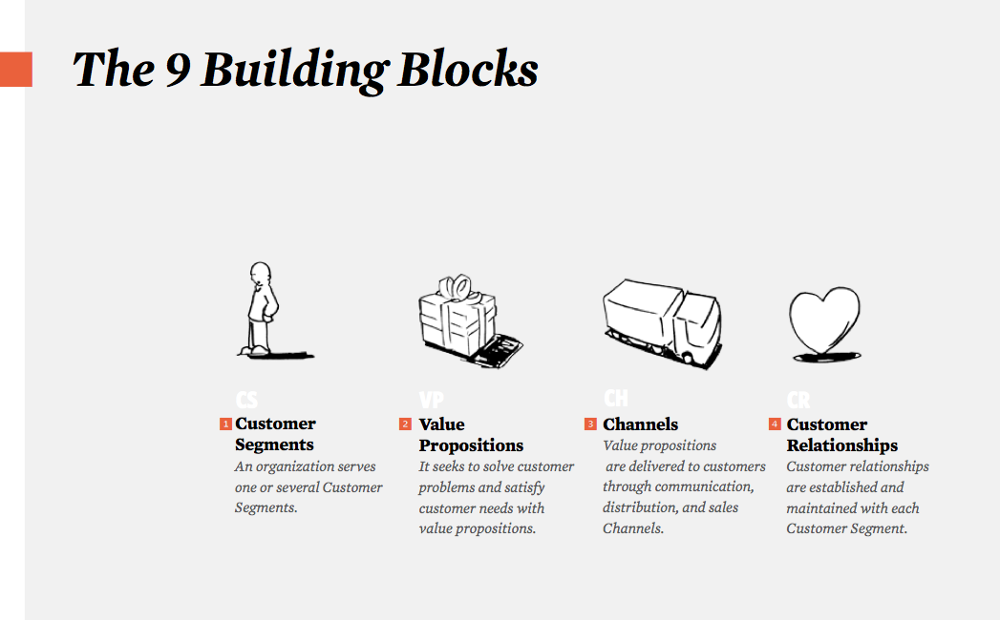 The 9 Building Blocks
CS
1 Customer
Segments
An organization serves
one or several Customer
Segments.
VP
2 Value
Propositions
It seeks to solve customer
problems and satisfy
customer needs with
value propositions.
CH
3 Channels
Value propositions
are delivered to customers
through communication,
distribution, and sales
Channels.
CR
4 Customer
Relationships
Customer relationships
are established and
maintained with each
Customer Segment.